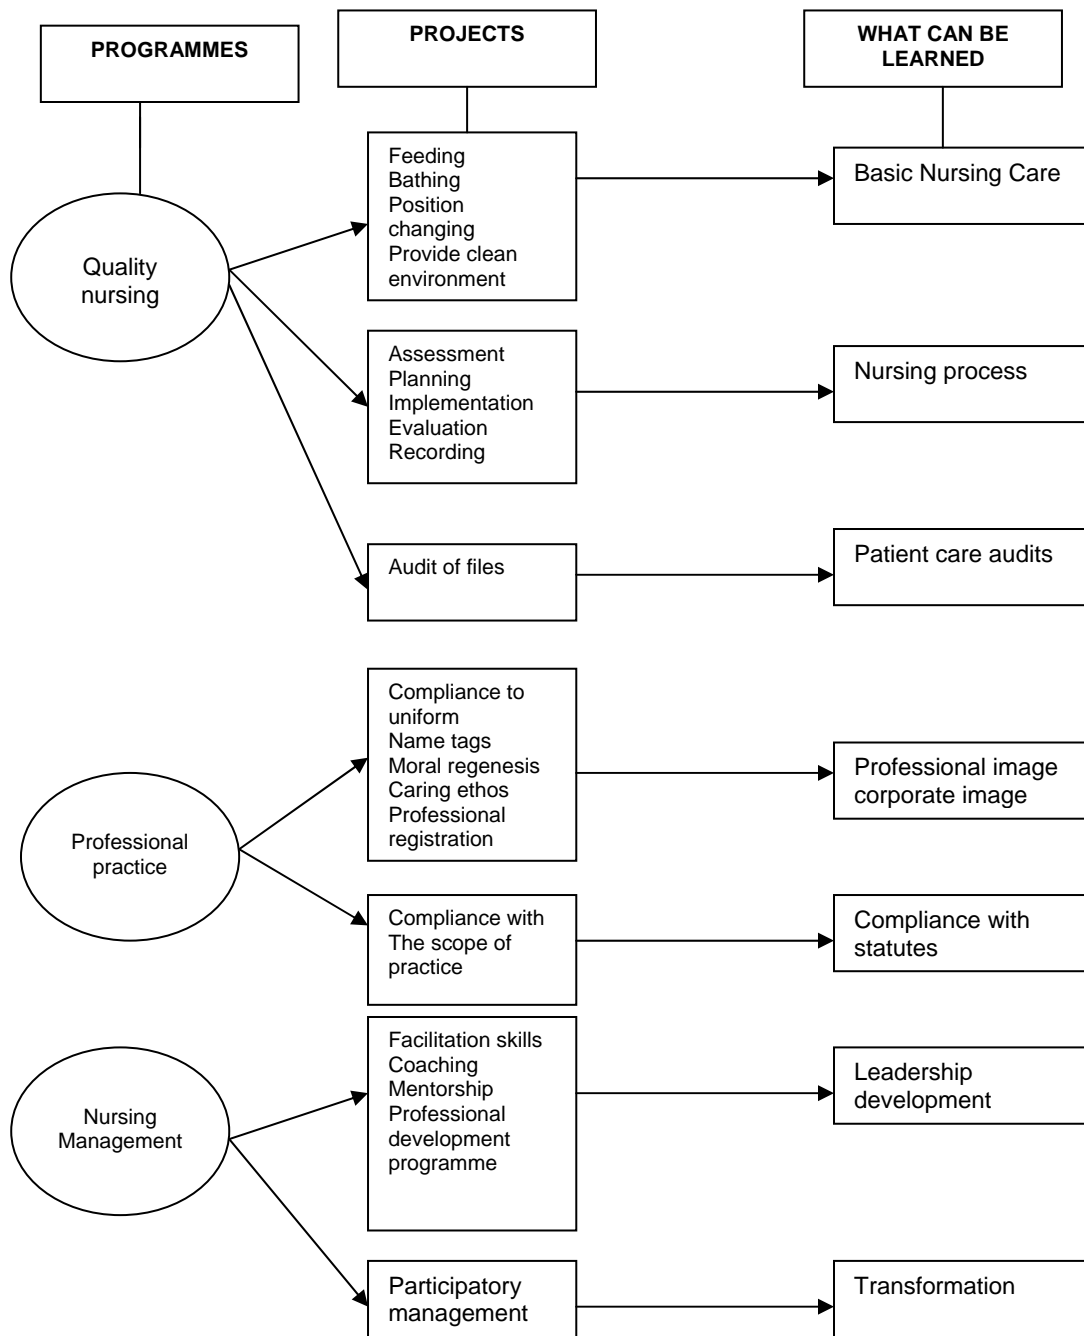 PROGRAMMES
PROJECTS
WHAT CAN BE
LEARNED
Quality
nursing
Feeding
Bathing
Position
changing
Provide clean
environment
Basic Nursing Care
Assessment
Planning
Implementation
Evaluation
Recording
Nursing process
Audit of files
Patient care audits
Professional
practice
Compliance to
uniform
Name tags
Moral regenesis
Caring ethos
Professional
registration
Professional image
corporate image
Compliance with
The scope of
practice
Compliance with
statutes
Nursing
Management
Facilitation skills
Coaching
Mentorship
Professional
development
programme
Leadership
development
Participatory
management
Transformation